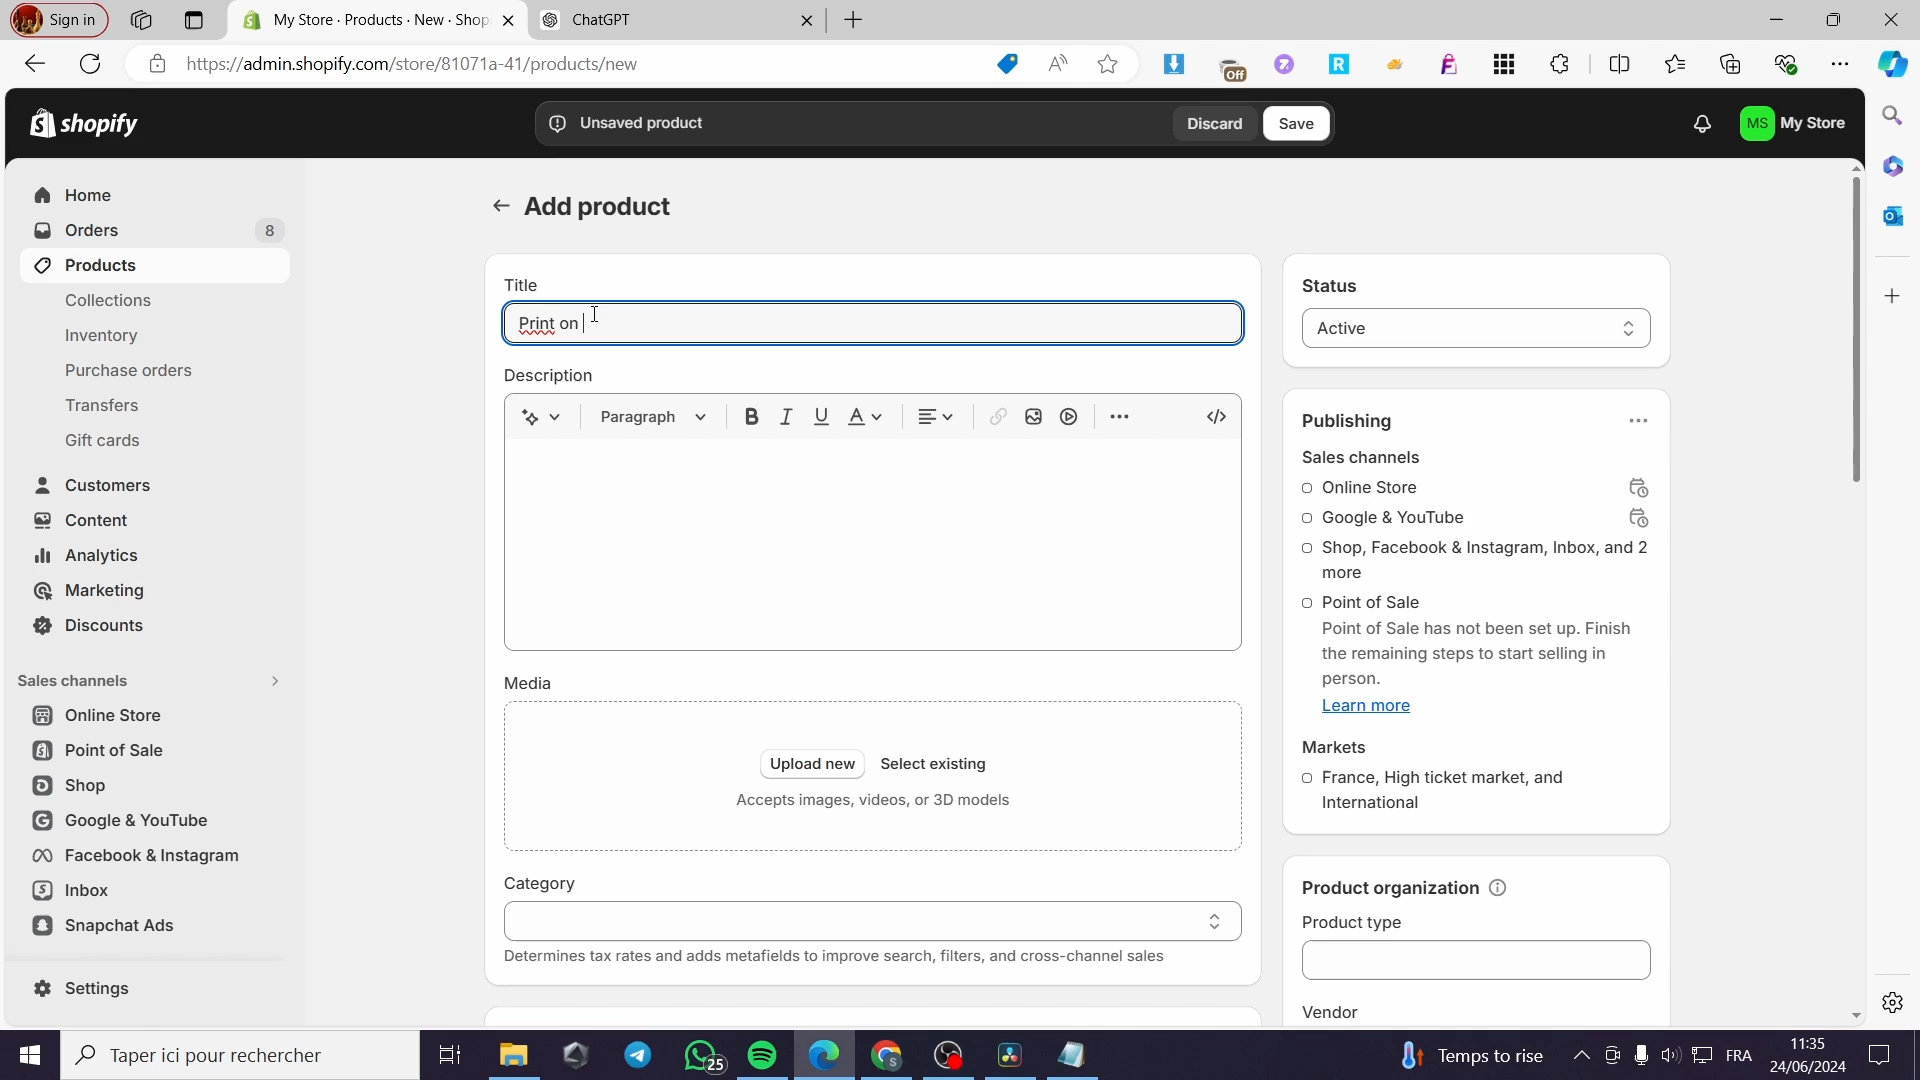 Sign in
My Store · Products · New · Shop
ChatGPT
https://admin.shopify.com/store/81071a-41/products/new
Off
shopify
Unsaved product
Discard
Save
MS
My Store
Home
Orders
8
Products
Collections
Inventory
Purchase orders
Transfers
Gift cards
Customers
Content
Analytics
Marketing
Discounts
Sales channels
Online Store
Point of Sale
Shop
Google & YouTube
Facebook & Instagram
Inbox
Snapchat Ads
Settings
Add product
Title
Print on
Description
Paragraph
Media
Upload new
Select existing
Accepts images, videos, or 3D models
Category
Determines tax rates and adds metafields to improve search, filters, and cross-channel sales
Status
Active
Publishing
Sales channels
Online Store
Google & YouTube
Shop, Facebook & Instagram, Inbox, and 2
more
Point of Sale
Point of Sale has not been set up. Finish
the remaining steps to start selling in
person.
Learn more
Markets
France, High ticket market, and
International
Product organization
Product type
Vendor
Taper ici pour rechercher
25
Temps to rise
FRA
11:35
24/06/2024